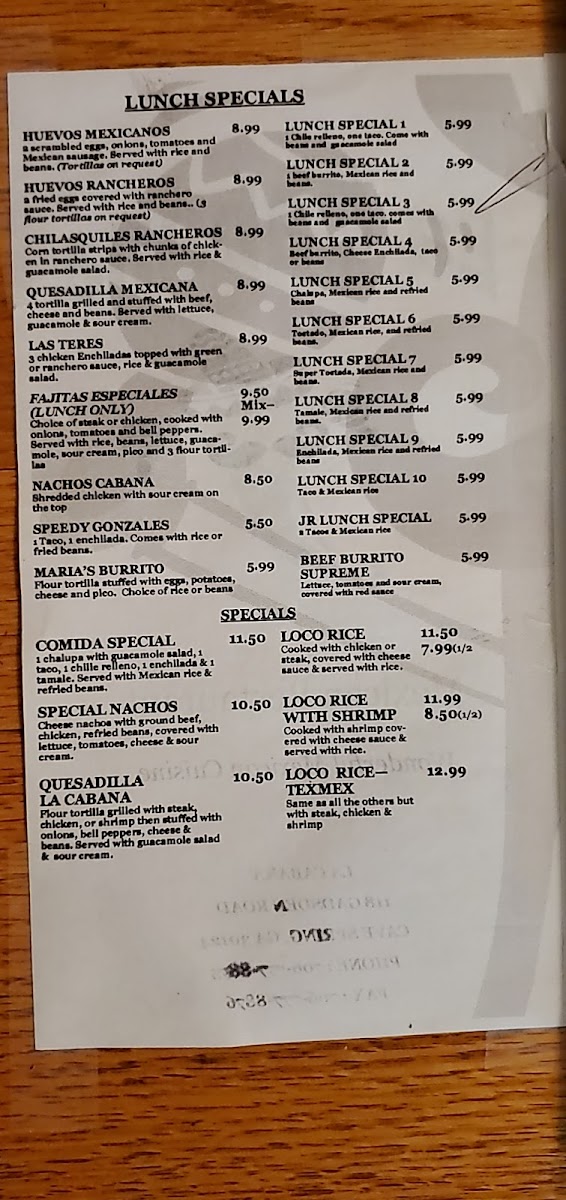 LUNCH SPECIALS
HUEVOS MEXICANOS 8.99
2 scrambled eggs, onions, tomatoes and
Mexican sausage. Served with rice and
beans. (Tortillas on request)
HUEVOS RANCHEROS 8.99
2 fried eggs covered with ranchero
sauce. Served with rice and beans.. (3
flour tortillas on request)
CHILASQUILES RANCHEROS 8.99
Corn tortilla strips with chunks of chick-
en in ranchero sauce. Served with rice &
guacamole salad.
QUESADILLA MEXICANA 8.99
4 tortilla grilled and stuffed with beef,
cheese and beans. Served with lettuce,
guacamole & sour cream.
LAS TERES 8.99
3 chicken Enchiladas topped with green
or ranchero sauce, rice & guacamole
salad.
FAJITAS ESPECIALES 9.50
(LUNCH ONLY) Mix–
Choice of steak or chicken, cooked with 9.99
onions, tomatoes and bell peppers.
Served with rice, beans, lettuce, guaca-
mole, sour cream, pico and 3 flour tortil-
las
NACHOS CABANA 8.50
Shredded chicken with sour cream on
the top
SPEEDY GONZALES 5.50
1 Taco, 1 enchilada. Comes with rice or
fried beans.
MARIA'S BURRITO 5.99
Flour tortilla stuffed with eggs, potatoes,
cheese and pico. Choice of rice or beans
LUNCH SPECIAL 1 5.99
1 Chile relleno, one taco. Come with
beans and guacamole salad
LUNCH SPECIAL 2 5.99
1 beef burrito, Mexican rice and
beans.
LUNCH SPECIAL 3 5.99
1 Chile relleno, one taco. comes with
beans and guacamole salad
LUNCH SPECIAL 4 5.99
Beef burrito, Cheese Enchilada, taco
or beans
LUNCH SPECIAL 5 5.99
Chalupa, Mexican rice and refried
beans
LUNCH SPECIAL 6 5.99
Tostado, Mexican rice, and refried
beans.
LUNCH SPECIAL 7 5.99
Super Tostada, Mexican rice and
beans.
LUNCH SPECIAL 8 5.99
Tamale, Mexican rice and refried
beans.
LUNCH SPECIAL 9 5.99
Enchilada, Mexican rice and refried
beans
LUNCH SPECIAL 10 5.99
Taco & Mexican rice
JR LUNCH SPECIAL 5.99
2 Tacos & Mexican rice
BEEF BURRITO 5.99
SUPREME
Lettuce, tomatoes and sour cream,
covered with red sauce
SPECIALS
COMIDA SPECIAL 11.50
1 chalupa with guacamole salad, 1
taco, 1 chille relleno, 1 enchilada & 1
tamale. Served with Mexican rice &
refried beans.
SPECIAL NACHOS 10.50
Cheese nachos with ground beef,
chicken, refried beans, covered with
lettuce, tomatoes, cheese & sour
cream.
QUESADILLA 10.50
LA CABANA
Flour tortilla grilled with steak,
chicken, or shrimp then stuffed with
onions, bell peppers, cheese &
beans. Served with guacamole salad
& sour cream.
LOCO RICE 11.50
Cooked with chicken or 7.99(1/2
steak, covered with cheese
sauce & served with rice.
LOCO RICE 11.99
WITH SHRIMP 8.50(1/2)
Cooked with shrimp cov-
ered with cheese sauce &
served with rice.
LOCO RICE— 12.99
TEXMEX
Same as all the others but
with steak, chicken &
shrimp